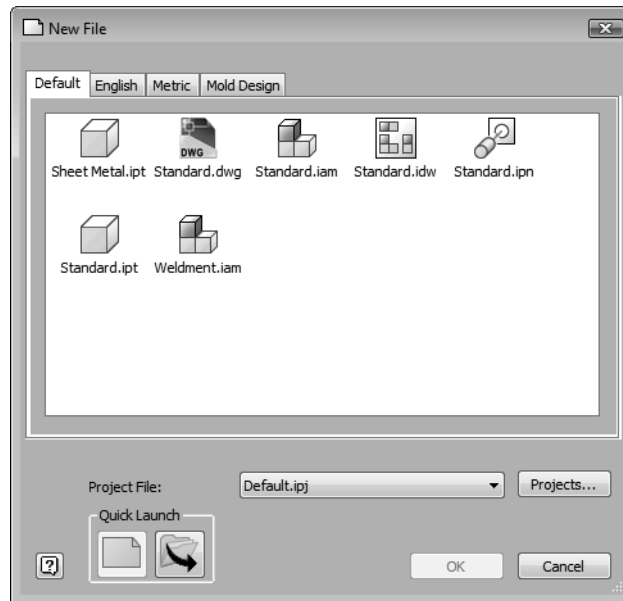 New File
Default English Metric Mold Design
DWG
Sheet Metal.ipt Standard.dwg Standard.iam Standard.idw Standard.ipn
Standard.ipt Weldment.iam
Project File: Default.ipj Projects...
Quick Launch
OK Cancel